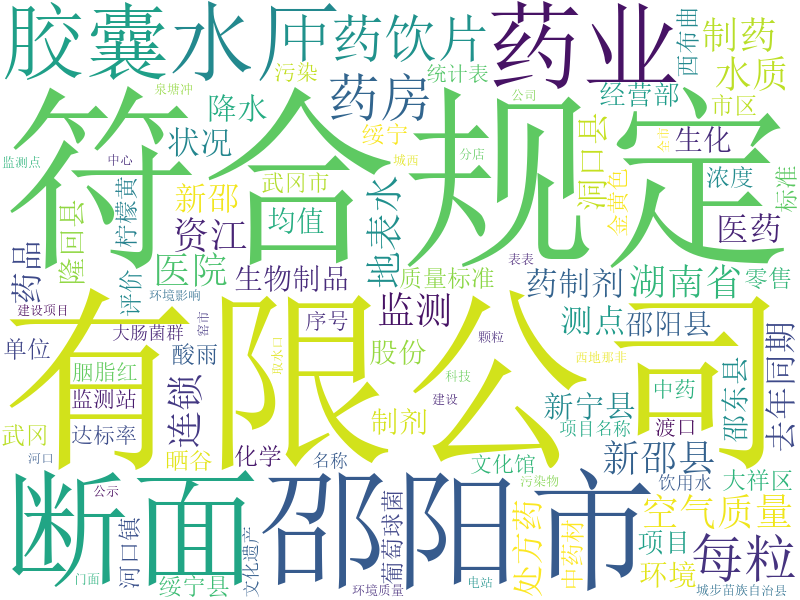 胶囊
水
厈
药饮片
药业
西布曲
制药
水质
污染
统计表
泉塘冲
降水
药房
公司
经营部
市区
符合规定
状况
绥宁
生化
监测点
中心
城西
分店
全市
洞口县
金黄色
浓度
标准
隆回县
柠檬黄
新邵
武冈市
均值
地表水
资江
医药
药品
评价
医院
生物制品
质量标准
表表
药制剂
湖南省
零售
环境影响
建设项目
窑市
大肠菌群
序号
监测
颗粒
测点
邵阳县
有限公司
单位
酸雨
取水口
股份
西地那非
中药
邵东县
去年同期
胭脂红
监测站
连锁
科技
建设
新宁县
武冈
达标率
制剂
项目名称
渡口
河口
晒谷
化学
名称
文化馆
新邵县
断面
邵阳市
公示
污染物
饮用水
大祥区
河口镇
文化遗产
葡萄球菌
处方药
中药材
空气质量
项目
每粒
门面
绥宁县
环境质量
电站
环境
城步苗族自治县